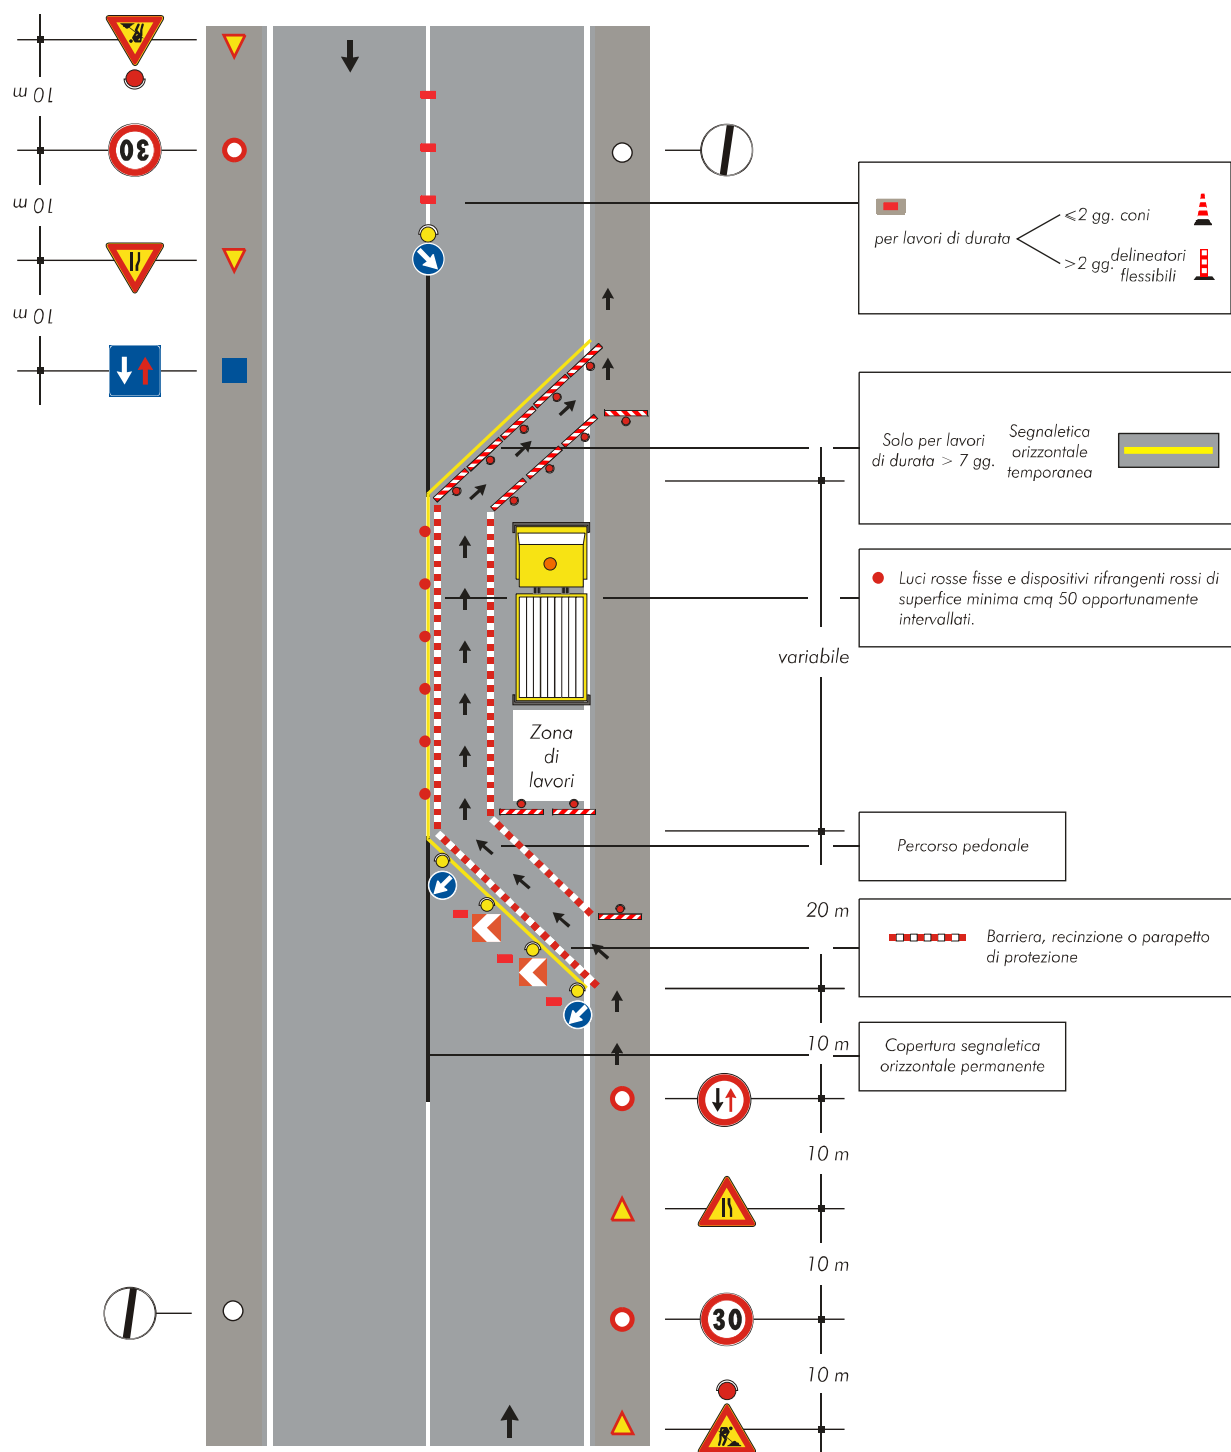 10 m
30
10 m
10 m
per lavori di durata
⩽2 gg. coni
>2 gg. delineatori
flessibili
Solo per lavori
di durata > 7 gg.
Segnaletica
orizzontale
temporanea
Luci rosse fisse e dispositivi rifrangenti rossi di
superfice minima cmq 50 opportunamente
intervallati.
variabile
Zona
di
lavori
Percorso pedonale
20 m
Barriera, recinzione o parapetto
di protezione
10 m
Copertura segnaletica
orizzontale permanente
10 m
10 m
30
10 m